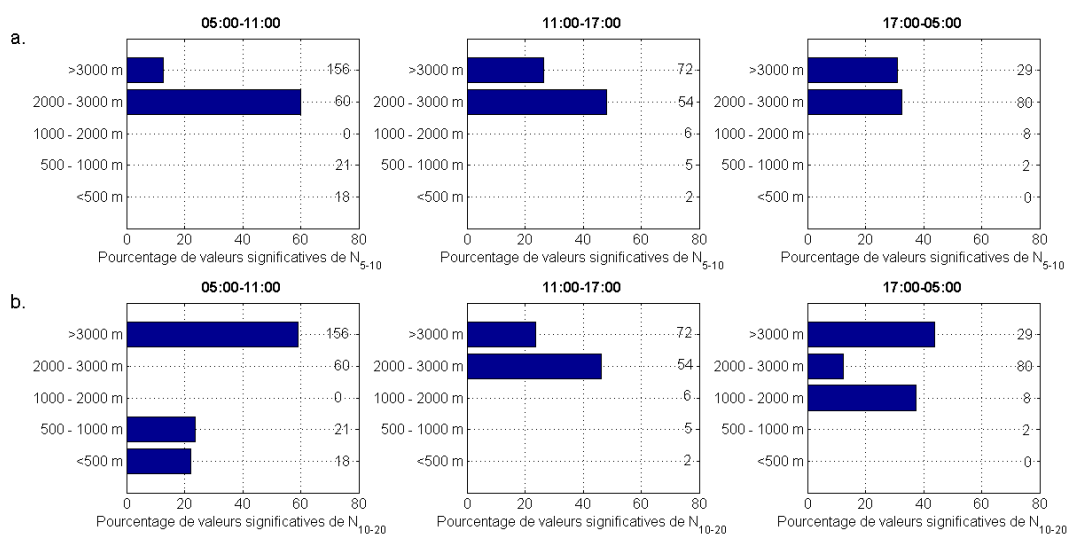 05:00-11:00 11:00-17:00 17:00-05:00
a.
>3000 m 156 >3000 m 72 >3000 m 29
2000 - 3000 m 60 2000 - 3000 m 54 2000 - 3000 m 80
1000 - 2000 m 0 1000 - 2000 m 6 1000 - 2000 m 8
500 - 1000 m 21 500 - 1000 m 5 500 - 1000 m 2
<500 m 18 <500 m 2 <500 m 0
0 20 40 60 80 0 20 40 60 80 0 20 40 60 80
Pourcentage de valeurs significatives de N5-10 Pourcentage de valeurs significatives de N5-10 Pourcentage de valeurs significatives de N5-10
05:00-11:00 11:00-17:00 17:00-05:00
b.
>3000 m 156 >3000 m 72 >3000 m 29
2000 - 3000 m 60 2000 - 3000 m 54 2000 - 3000 m 80
1000 - 2000 m 0 1000 - 2000 m 6 1000 - 2000 m 8
500 - 1000 m 21 500 - 1000 m 5 500 - 1000 m 2
<500 m 18 <500 m 2 <500 m 0
0 20 40 60 80 0 20 40 60 80 0 20 40 60 80
Pourcentage de valeurs significatives de N10-20 Pourcentage de valeurs significatives de N10-20 Pourcentage de valeurs significatives de N10-20